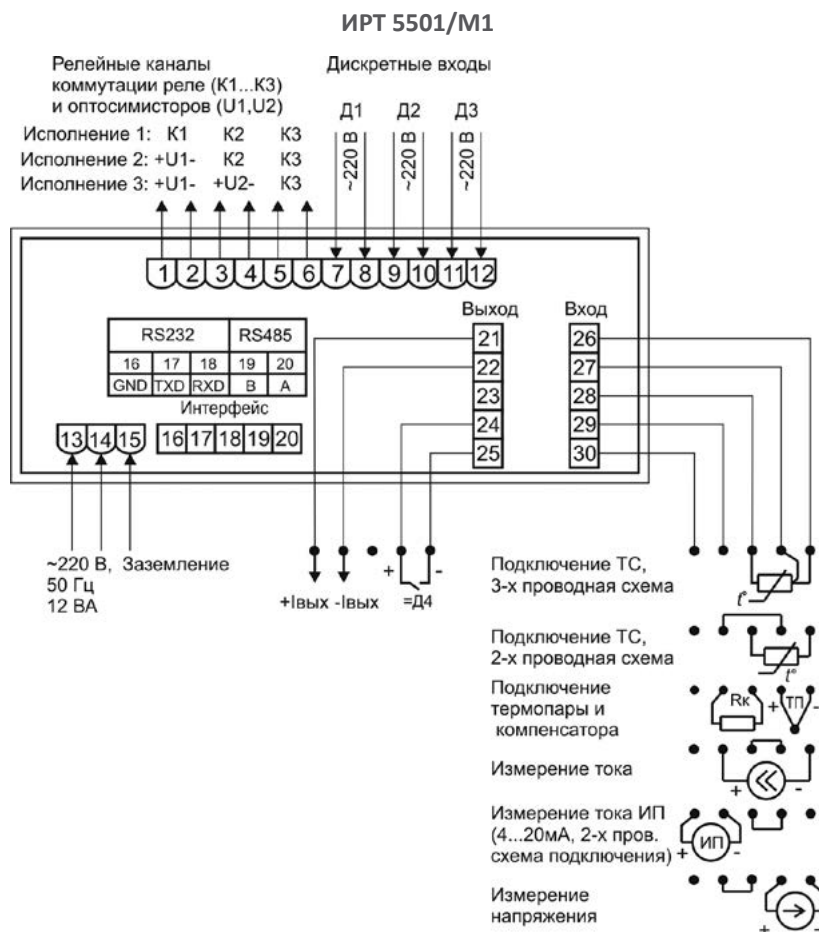 ИРТ 5501/М1
Релейные каналы
коммутации реле (К1...К3)
и оптосимисторов (U1,U2)
Исполнение 1: К1 К2 К3
Исполнение 2: +U1- К2 К3
Исполнение 3: +U1- +U2- К3
Дискретные входы
Д1 Д2 Д3
~220 В ~220 В ~220 В
1 2 3 4 5 6 7 8 9 10 11 12
RS232 RS485
16 17 18 19 20
GND TXD RXD B A
Интерфейс
13 14 15 16 17 18 19 20
Выход
21
22
23
24
25
Вход
26
27
28
29
30
~220 В, Заземление
50 Гц
12 ВА
+Iвых -Iвых + - =Д4
Подключение ТС,
3-х проводная схема
t°
Подключение ТС,
2-х проводная схема
t°
Подключение
термопары и
компенсатора
Rк + ТП -
Измерение тока
+ -
Измерение тока ИП
(4...20мА, 2-х пров.
схема подключения) + ИП -
Измерение
напряжения
+ -